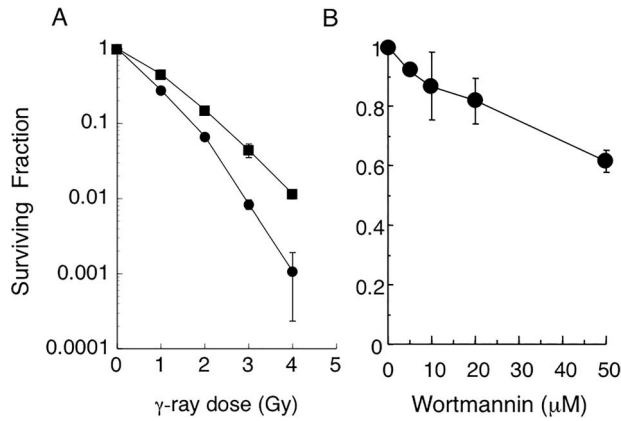 A
B
Surviving Fraction
1
0.1
0.01
0.001
0.0001
0 1 2 3 4 5
γ-ray dose (Gy)
1
0.8
0.6
0.4
0.2
0
0 10 20 30 40 50
Wortmannin (μM)